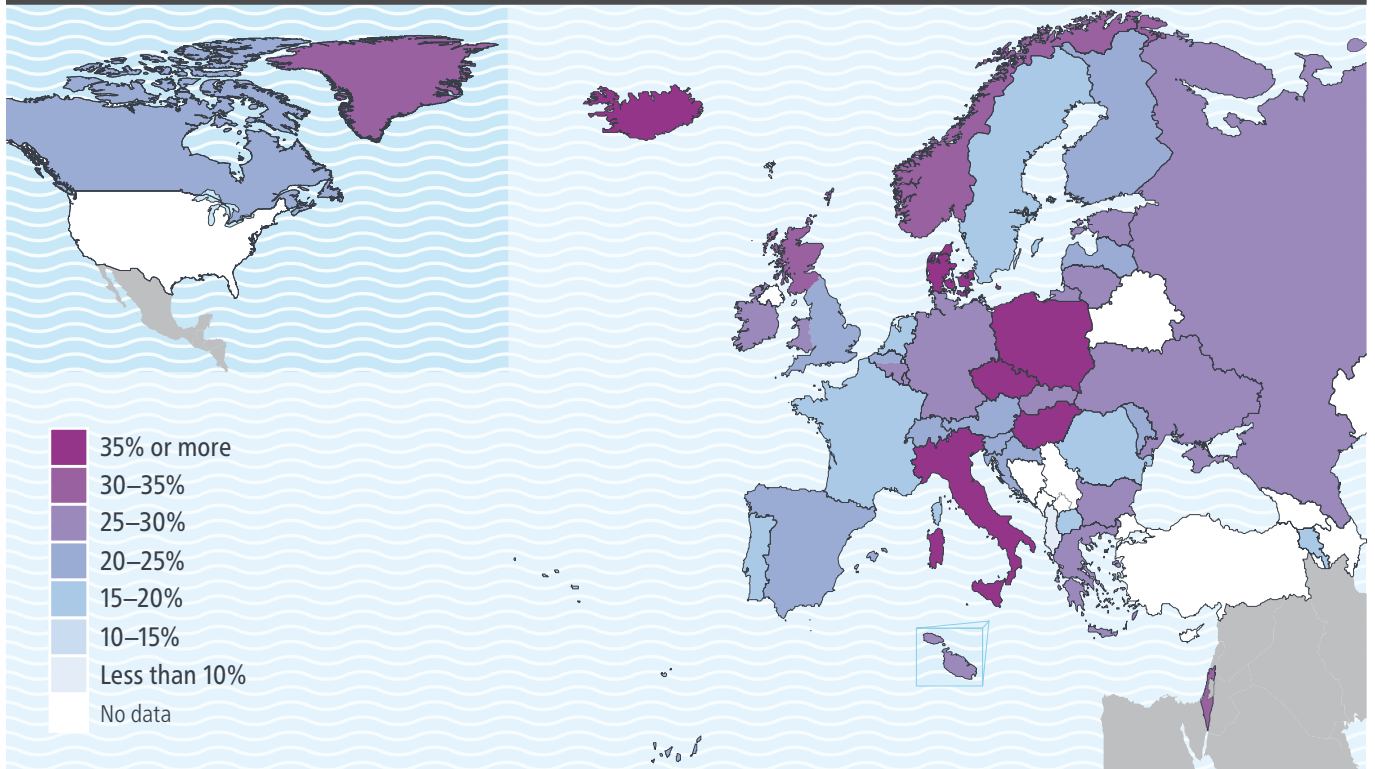 35% or more
30–35%
25–30%
20–25%
15–20%
10–15%
Less than 10%
No data